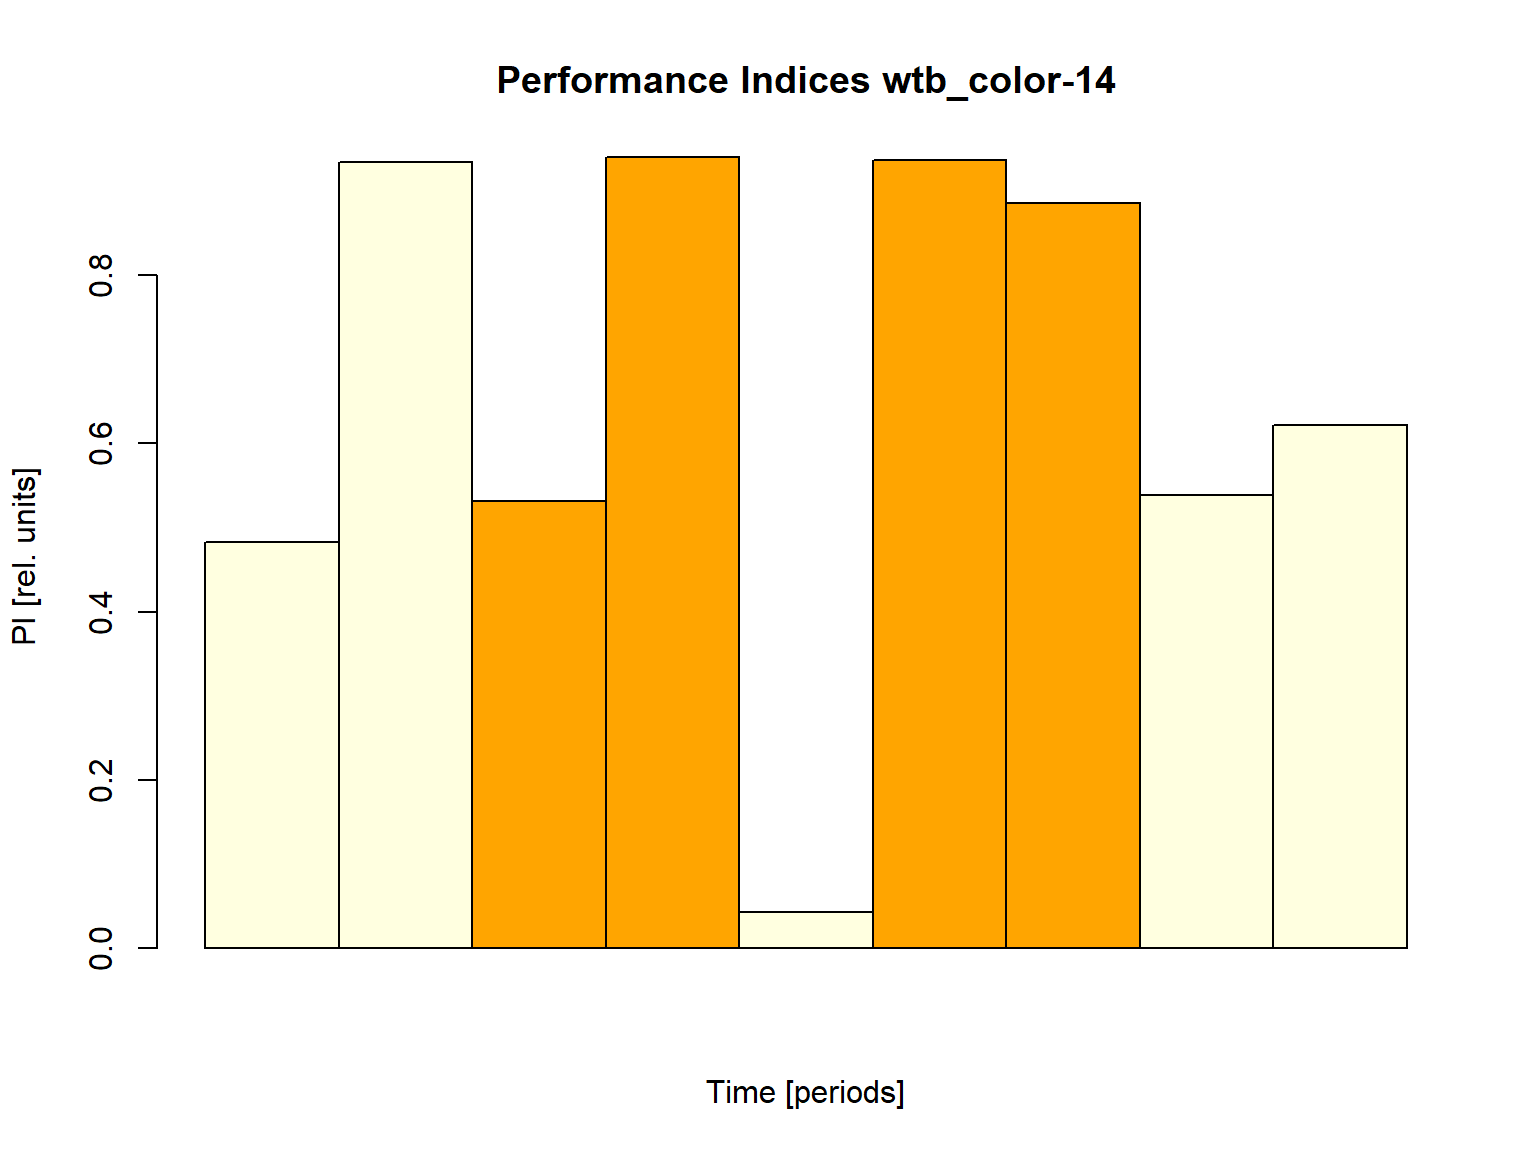 Performance Indices wtb_color-14
PI [rel. units]
0.8
0.6
0.4
0.2
0.0
Time [periods]